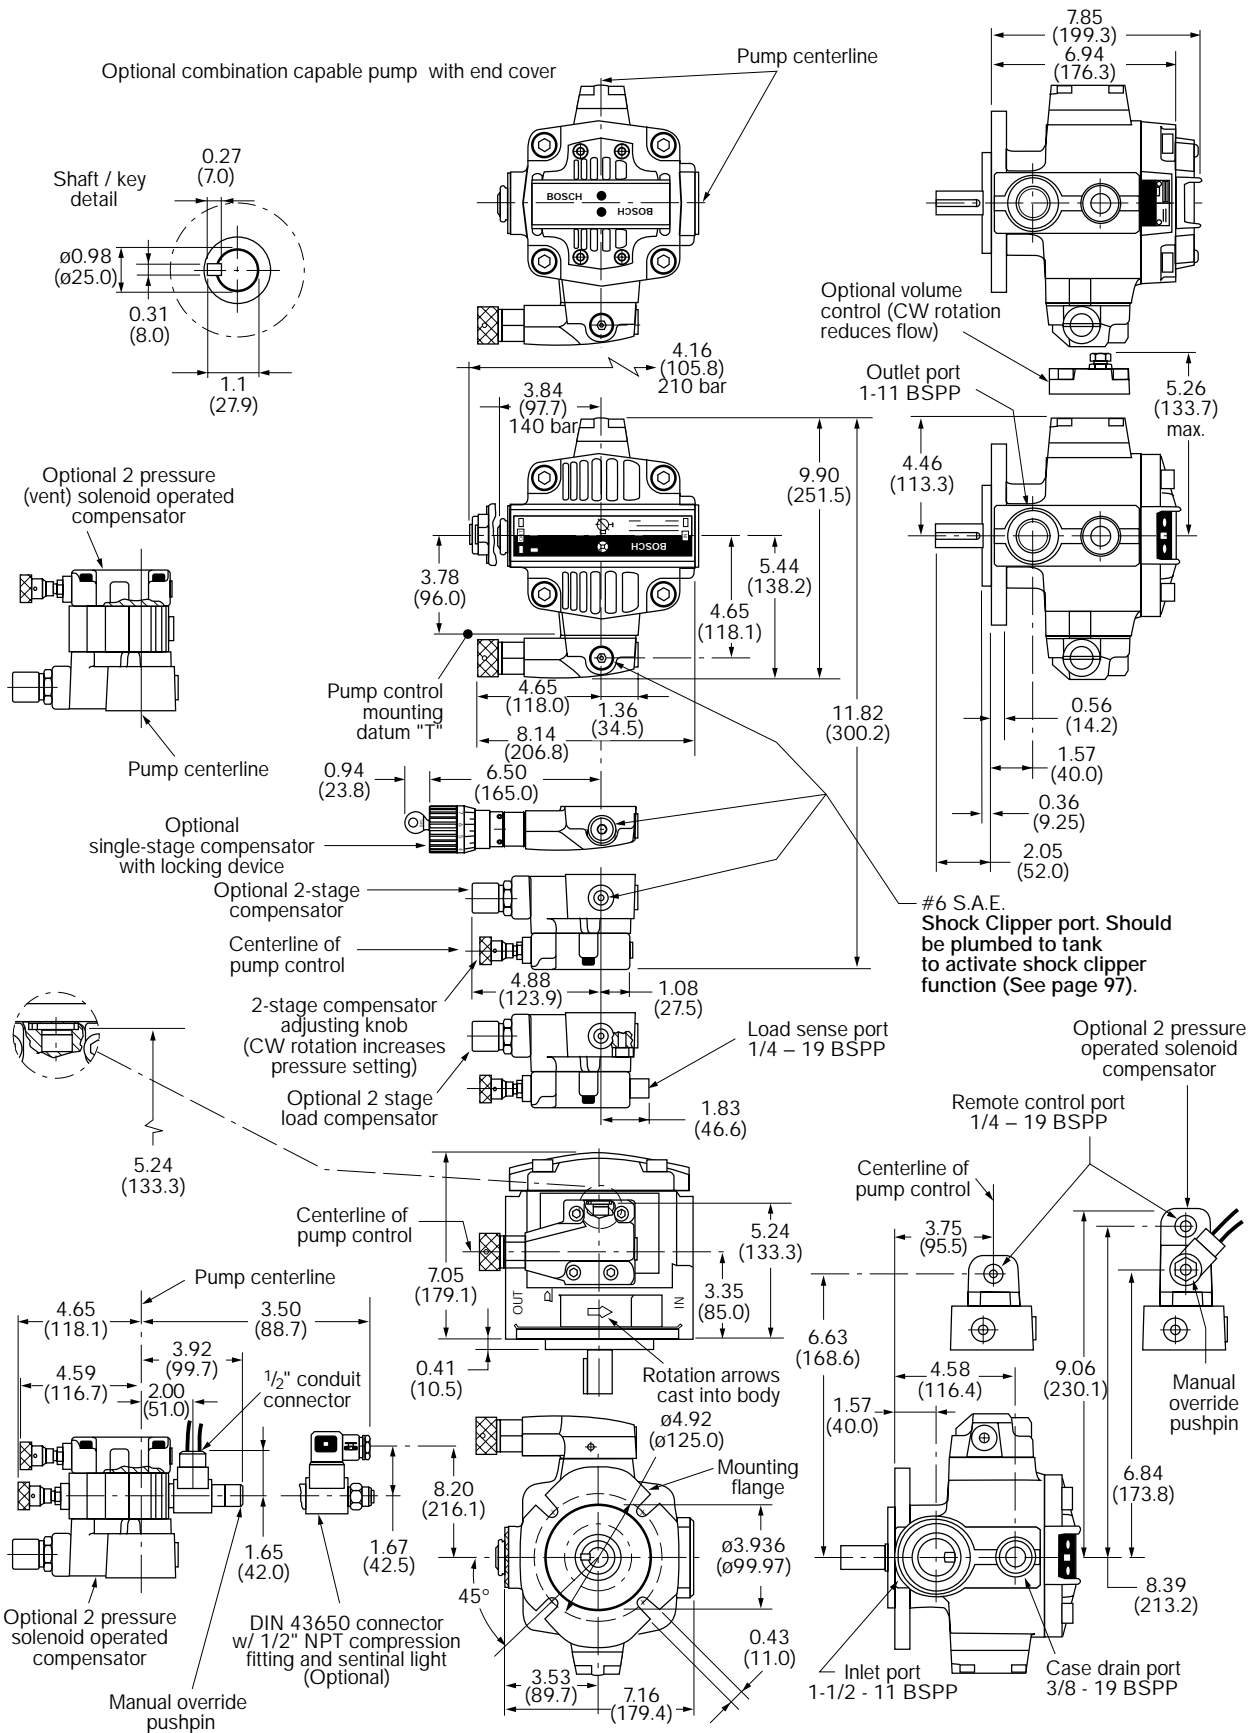 7.85
(199.3)
6.94
(176.3)
Optional combination capable pump with end cover
Pump centerline
0.27
(7.0)
Shaft / key
detail
ø0.98
(ø25.0)
0.31
(8.0)
1.1
(27.9)
BOSCH
BOSCH
Optional volume
control (CW rotation
reduces flow)
4.16
(105.8)
210 bar
3.84
(97.7)
140 bar
Outlet port
1-11 BSPP
5.26
(133.7)
max.
4.46
(113.3)
9.90
(251.5)
Optional 2 pressure
(vent) solenoid operated
compensator
BOSCH
3.78
(96.0)
5.44
(138.2)
4.65
(118.1)
Pump control
mounting
datum "T"
4.65
(118.0)
1.36
(34.5)
8.14
(206.8)
11.82
(300.2)
0.56
(14.2)
1.57
(40.0)
0.36
(9.25)
2.05
(52.0)
Pump centerline
0.94
(23.8)
6.50
(165.0)
Optional
single-stage compensator
with locking device
Optional 2-stage
compensator
Centerline of
pump control
#6 S.A.E.
Shock Clipper port. Should
be plumbed to tank
to activate shock clipper
function (See page 97).
4.88
(123.9)
1.08
(27.5)
2-stage compensator
adjusting knob
(CW rotation increases
pressure setting)
Load sense port
1/4 – 19 BSPP
Optional 2 stage
load compensator
1.83
(46.6)
Optional 2 pressure
operated solenoid
compensator
Remote control port
1/4 – 19 BSPP
5.24
(133.3)
Centerline of
pump control
Centerline of
pump control
5.24
(133.3)
3.75
(95.5)
7.05
(179.1)
3.35
(85.0)
OUT
IN
Pump centerline
4.65
(118.1)
3.50
(88.7)
3.92
(99.7)
4.59
(116.7)
2.00
(51.0)
1/2" conduit
connector
0.41
(10.5)
Rotation arrows
cast into body
ø4.92
(ø125.0)
Mounting
flange
6.63
(168.6)
4.58
(116.4)
1.57
(40.0)
9.06
(230.1)
Manual
override
pushpin
6.84
(173.8)
8.20
(216.1)
1.65
(42.0)
1.67
(42.5)
ø3.936
(ø99.97)
45°
8.39
(213.2)
Optional 2 pressure
solenoid operated
compensator
DIN 43650 connector
w/ 1/2" NPT compression
fitting and sentinal light
(Optional)
Manual override
pushpin
0.43
(11.0)
3.53
(89.7)
7.16
(179.4)
Inlet port
1-1/2 - 11 BSPP
Case drain port
3/8 - 19 BSPP